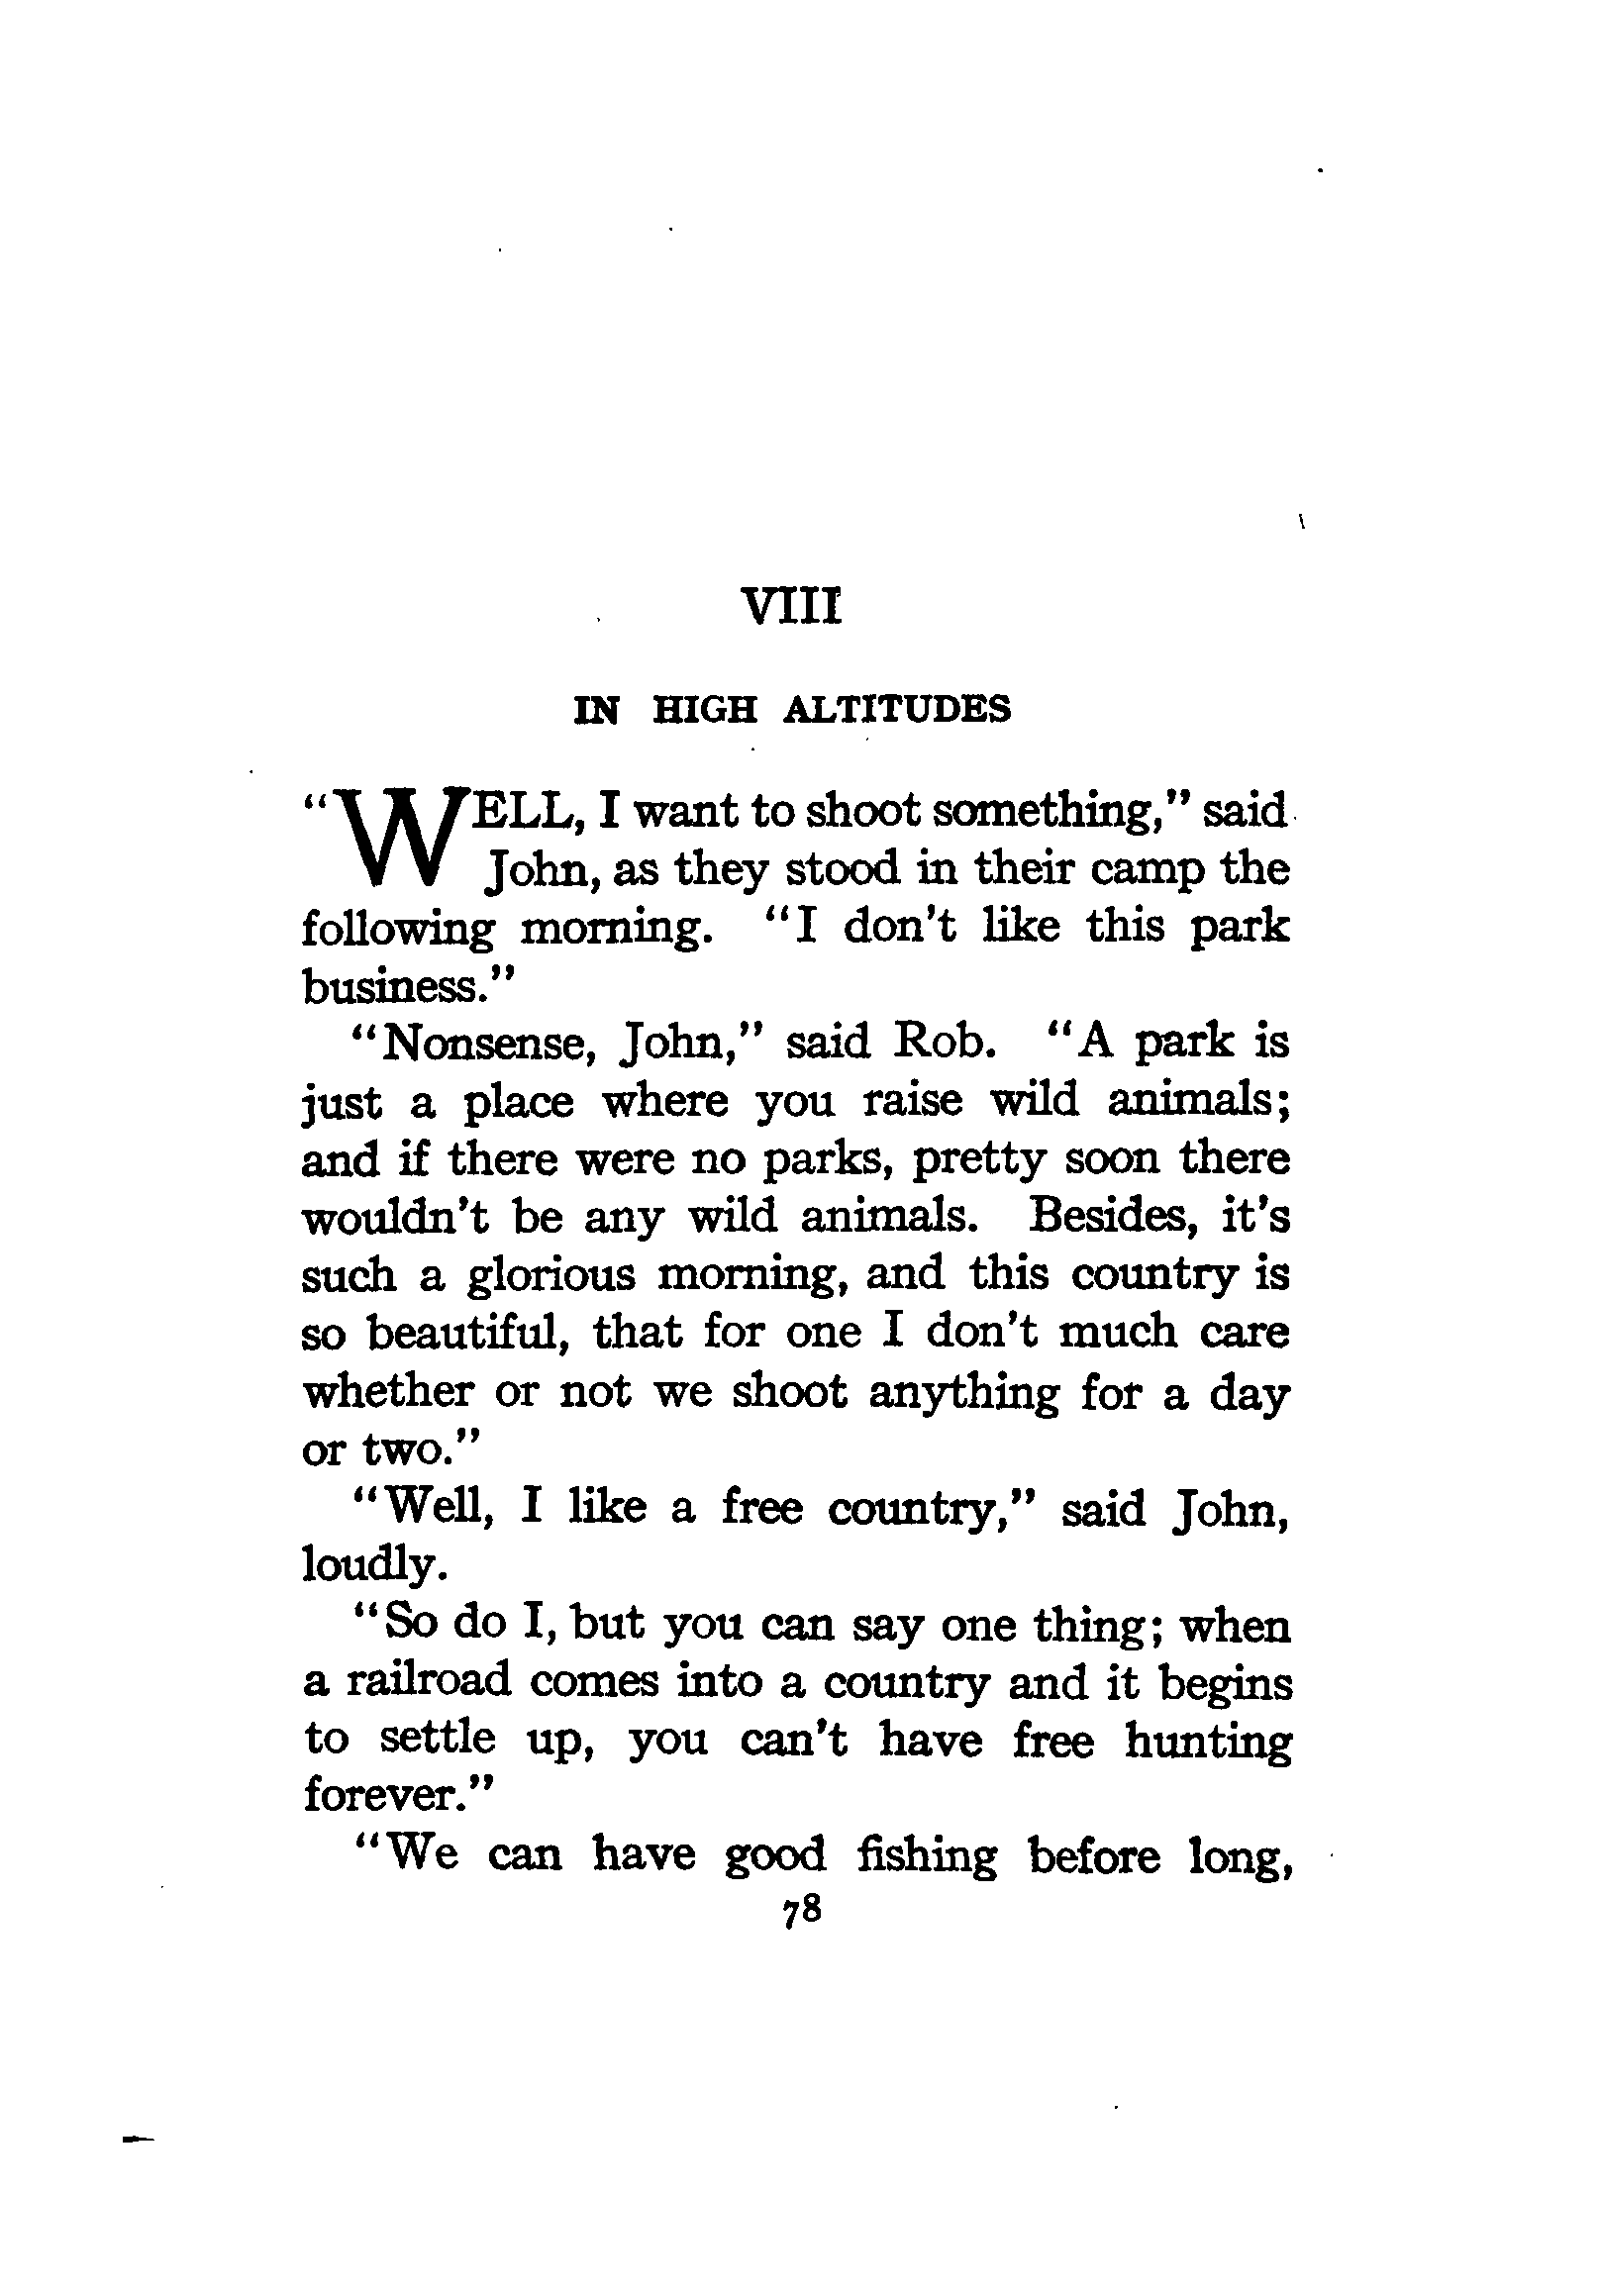 VIII
IN HIGH ALTITUDES
"WELL, I want to shoot something," said
John, as they stood in their camp the
following morning. "I don't like this park
business."
"Nonsense, John," said Rob. "A park is
just a place where you raise wild animals;
and if there were no parks, pretty soon there
wouldn't be any wild animals. Besides, it's
such a glorious morning, and this country is
so beautiful, that for one I don't much care
whether or not we shoot anything for a day
or two."
"Well, I like a free country," said John,
loudly.
"So do I, but you can say one thing; when
a railroad comes into a country and it begins
to settle up, you can't have free hunting
forever."
"We can have good fishing before long,
78